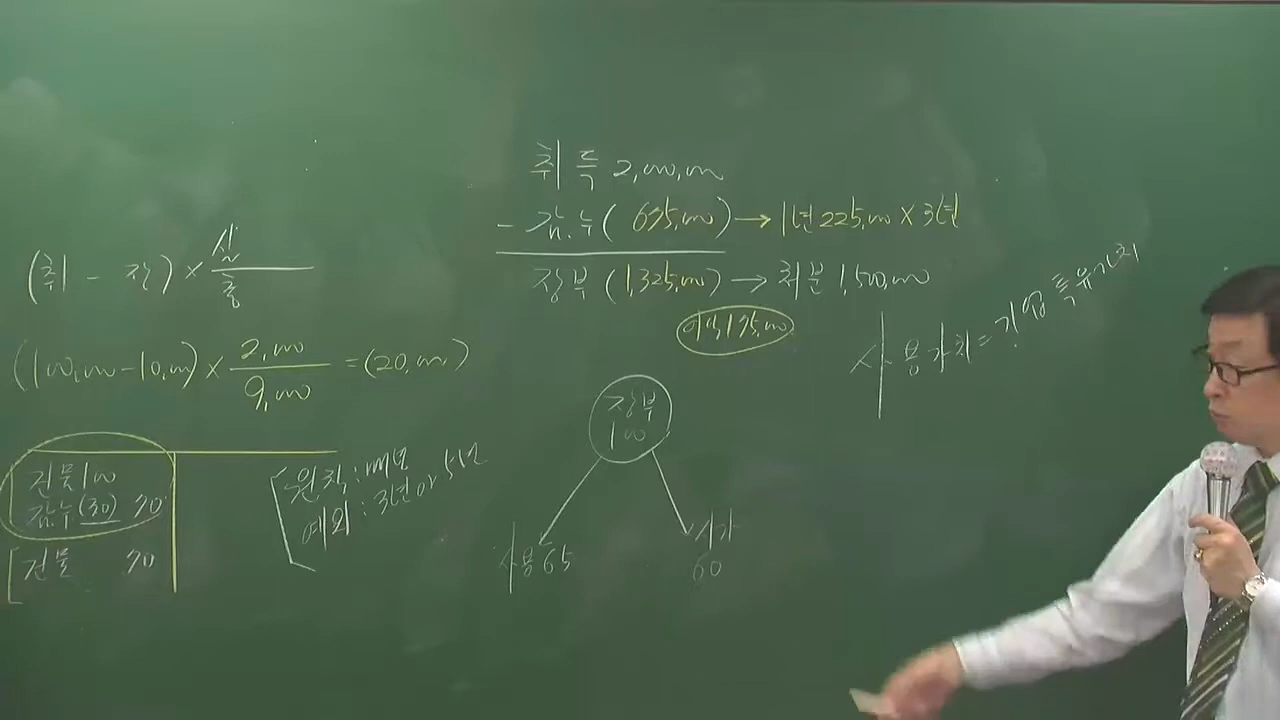 (취 - 잔) × 실/총
(100,000 - 10,000) × 2,000/9,000 = (20,000)
건물 100
감.누 (30) 70
건물 70
원칙 : 매년
예외 : 3년 or 5년
취득 2,000,000
- 감.누 ( 675,000) → 1년 225,000 × 3년
장부 (1,325,000) → 처분 1,500,000
이익 175,000
장부
100
사용 65
시가
60
사용가치 = 기업 특유가치